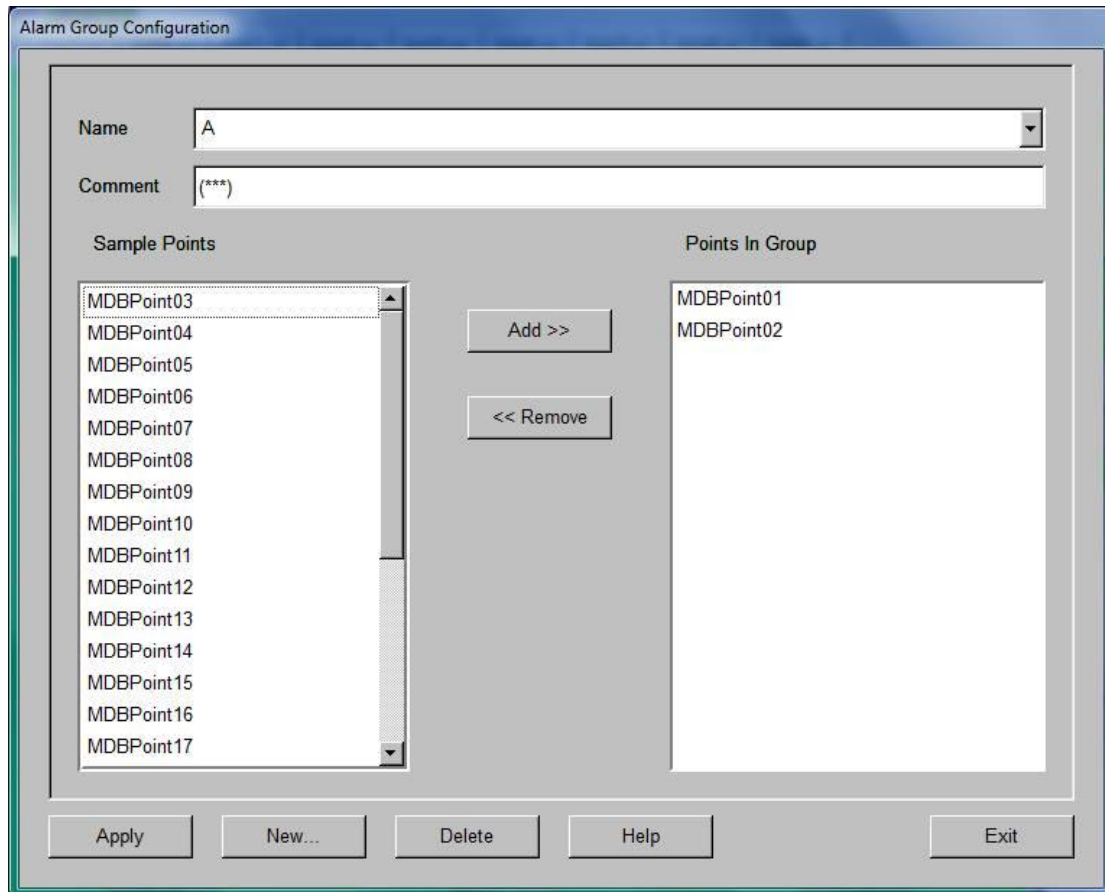 Alarm Group Configuration
Name
A
Comment
(***)
Sample Points
Points In Group
MDBPoint03
MDBPoint04
MDBPoint05
MDBPoint06
MDBPoint07
MDBPoint08
MDBPoint09
MDBPoint10
MDBPoint11
MDBPoint12
MDBPoint13
MDBPoint14
MDBPoint15
MDBPoint16
MDBPoint17
Add >>
<< Remove
MDBPoint01
MDBPoint02
Apply
New...
Delete
Help
Exit